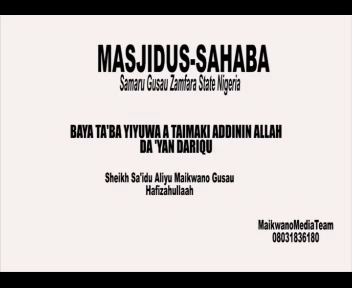 MASJIDUS-SAHABA
Samaru Gusau Zamfara State Nigeria
BAYA TA'BA YIYUWA A TAIMAKI ADDININ ALLAH
DA 'YAN DARIQU
Sheikh Sa'idu Aliyu Maikwano Gusau
Hafizahullaah
MaikwanoMediaTeam
08031836180